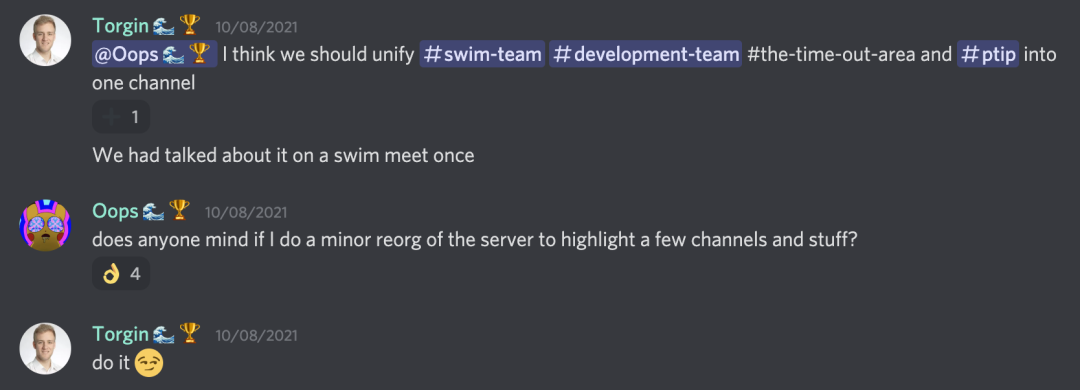 Torgin 🌊 🏆 10/08/2021
@Oops 🌊 🏆 I think we should unify #swim-team #development-team #the-time-out-area and #ptip into
one channel
➕ 1
We had talked about it on a swim meet once
Oops 🌊 🏆 10/08/2021
does anyone mind if I do a minor reorg of the server to highlight a few channels and stuff?
👌 4
Torgin 🌊 🏆 10/08/2021
do it 😏